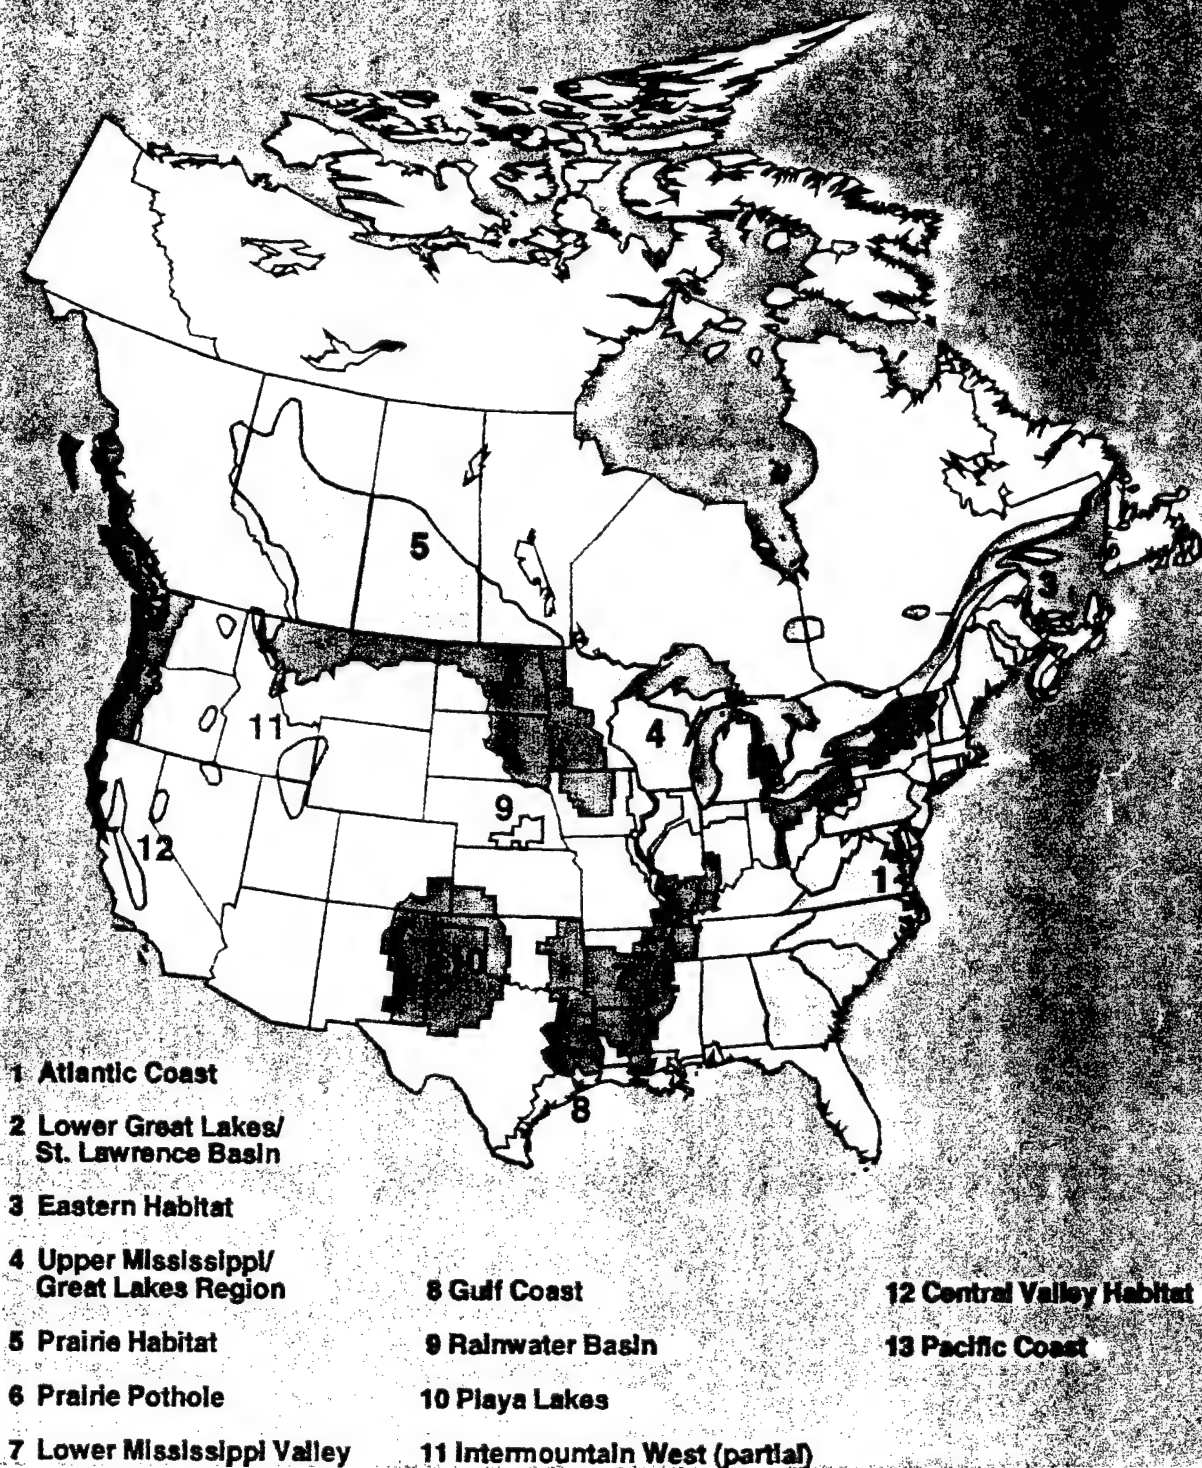 5
3
11
4
9
12
1
10
8
1 Atlantic Coast
2 Lower Great Lakes/
St. Lawrence Basin
3 Eastern Habitat
4 Upper Mississippi/
Great Lakes Region
5 Prairie Habitat
6 Prairie Pothole
7 Lower Mississippi Valley
8 Gulf Coast
9 Rainwater Basin
10 Playa Lakes
11 Intermountain West (partial)
12 Central Valley Habitat
13 Pacific Coast